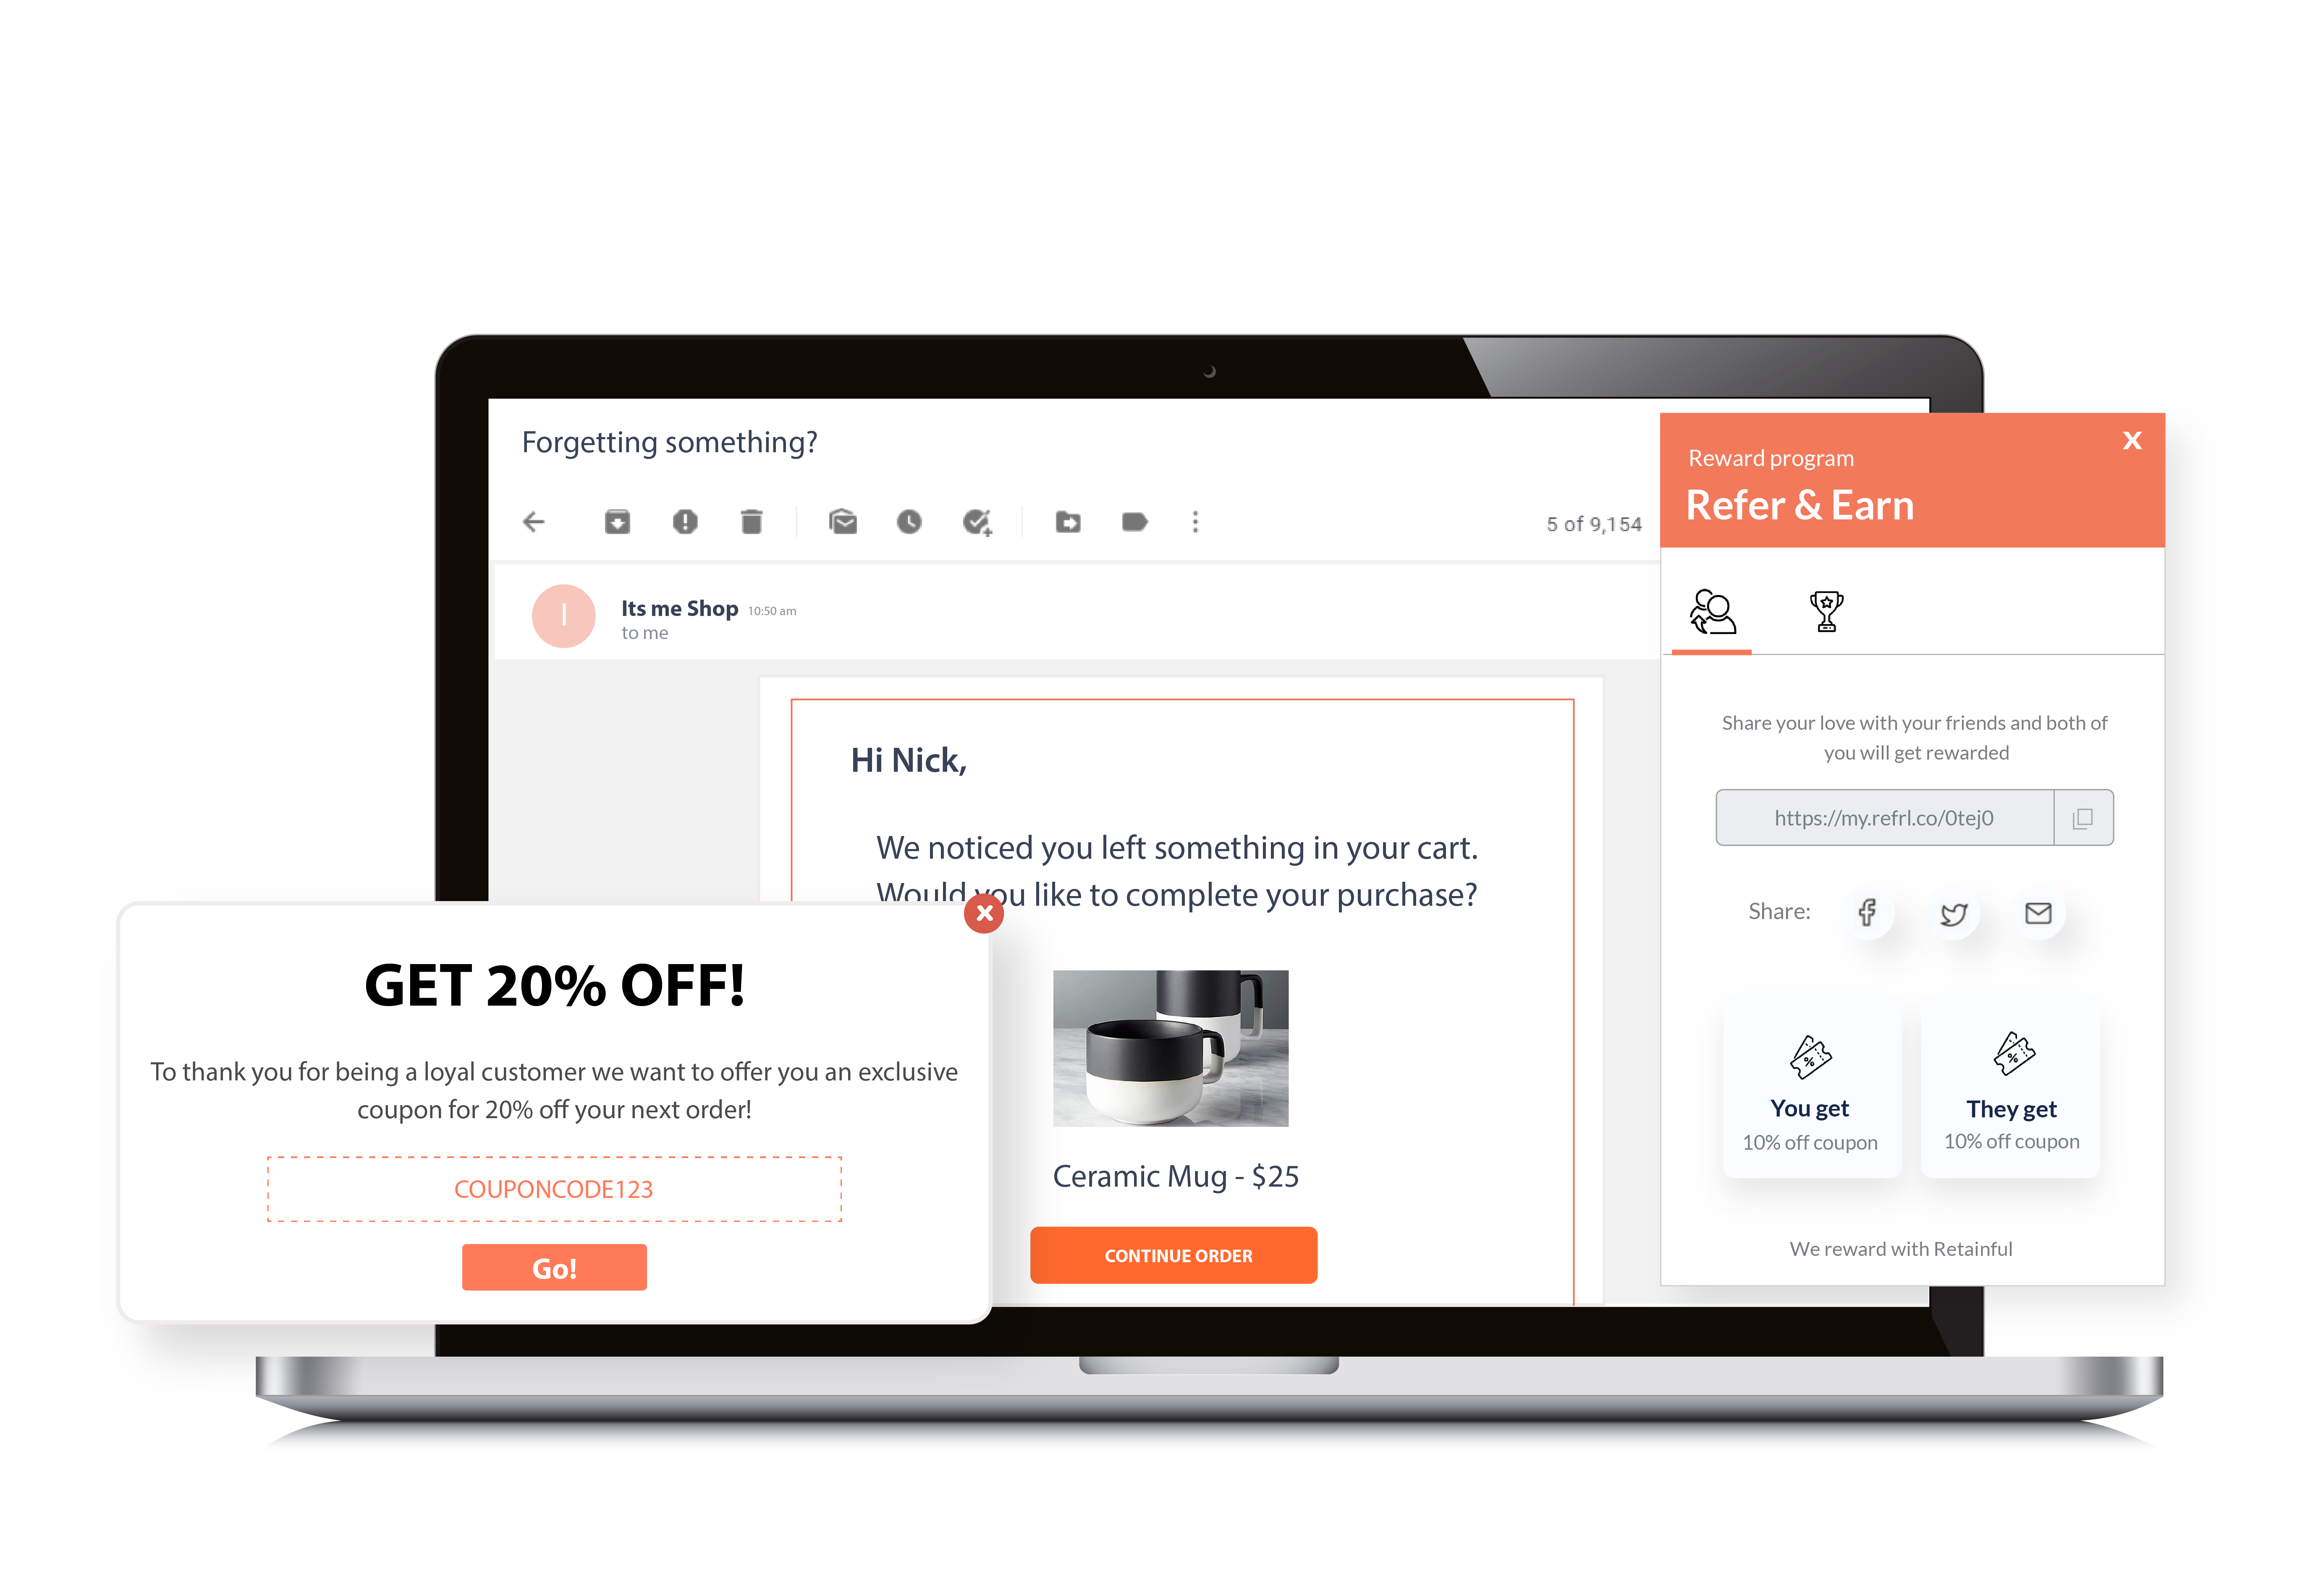 Forgetting something?
5 of 9,154
I
Its me Shop 10:50 am
to me
Hi Nick,
We noticed you left something in your cart.
Would you like to complete your purchase?
Ceramic Mug - $25
CONTINUE ORDER
GET 20% OFF!
To thank you for being a loyal customer we want to offer you an exclusive
coupon for 20% off your next order!
COUPONCODE123
Go!
X
Reward program
Refer & Earn
Share your love with your friends and both of
you will get rewarded
https://my.refrl.co/0tej0
Share:
You get
10% off coupon
They get
10% off coupon
We reward with Retainful